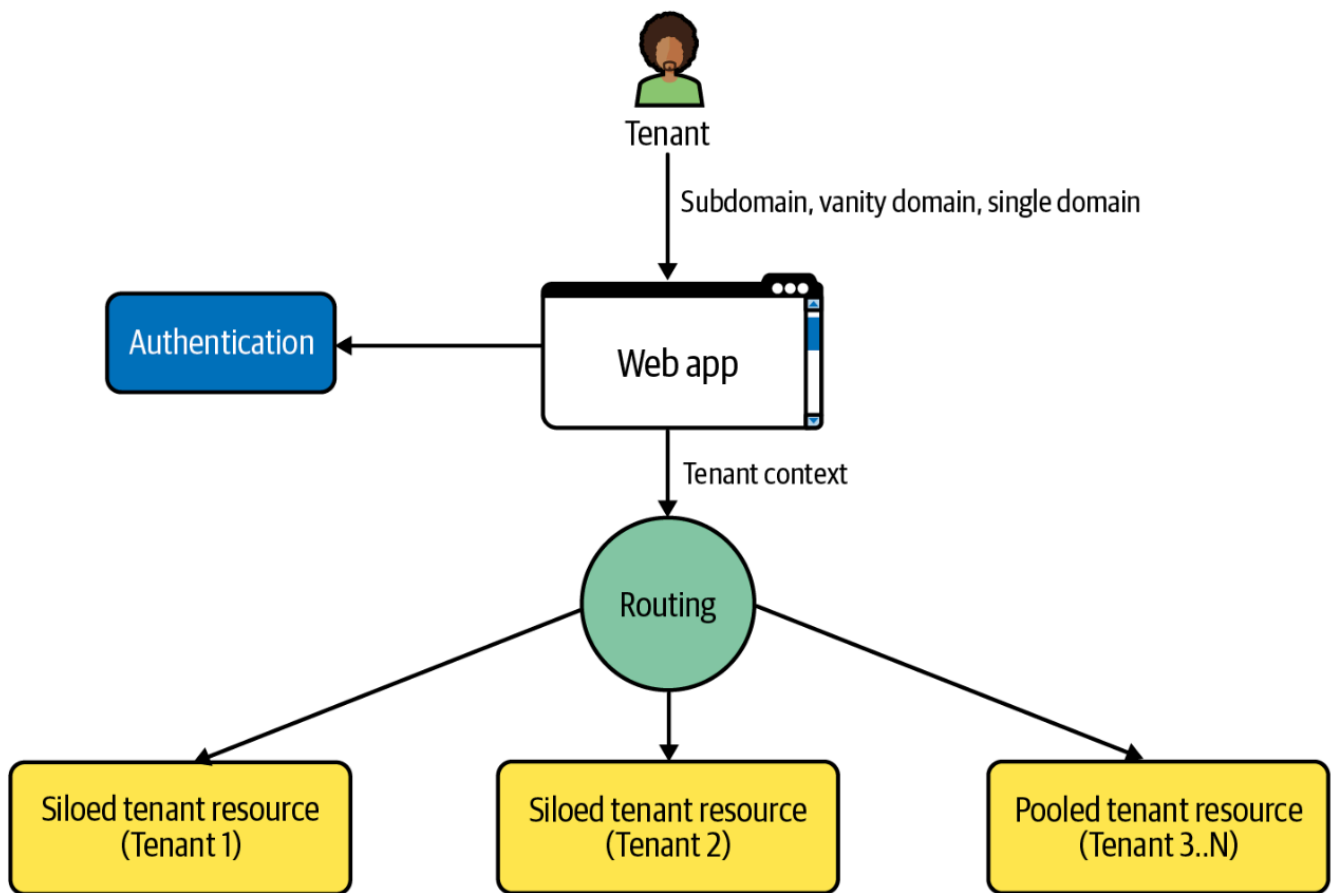 Tenant
Subdomain, vanity domain, single domain
Authentication
Web app
Tenant context
Routing
Siloed tenant resource
(Tenant 1)
Siloed tenant resource
(Tenant 2)
Pooled tenant resource
(Tenant 3..N)